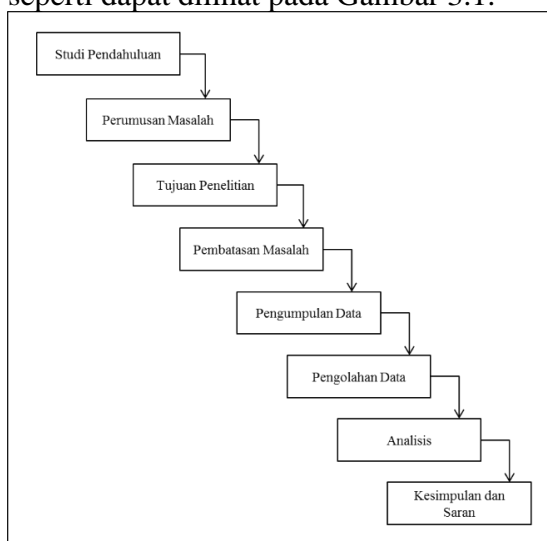 seperti dapat dilihat pada Gambar 3.1.
Studi Pendahuluan
Perumusan Masalah
Tujuan Penelitian
Pembatasan Masalah
Pengumpulan Data
Pengolahan Data
Analisis
Kesimpulan dan
Saran